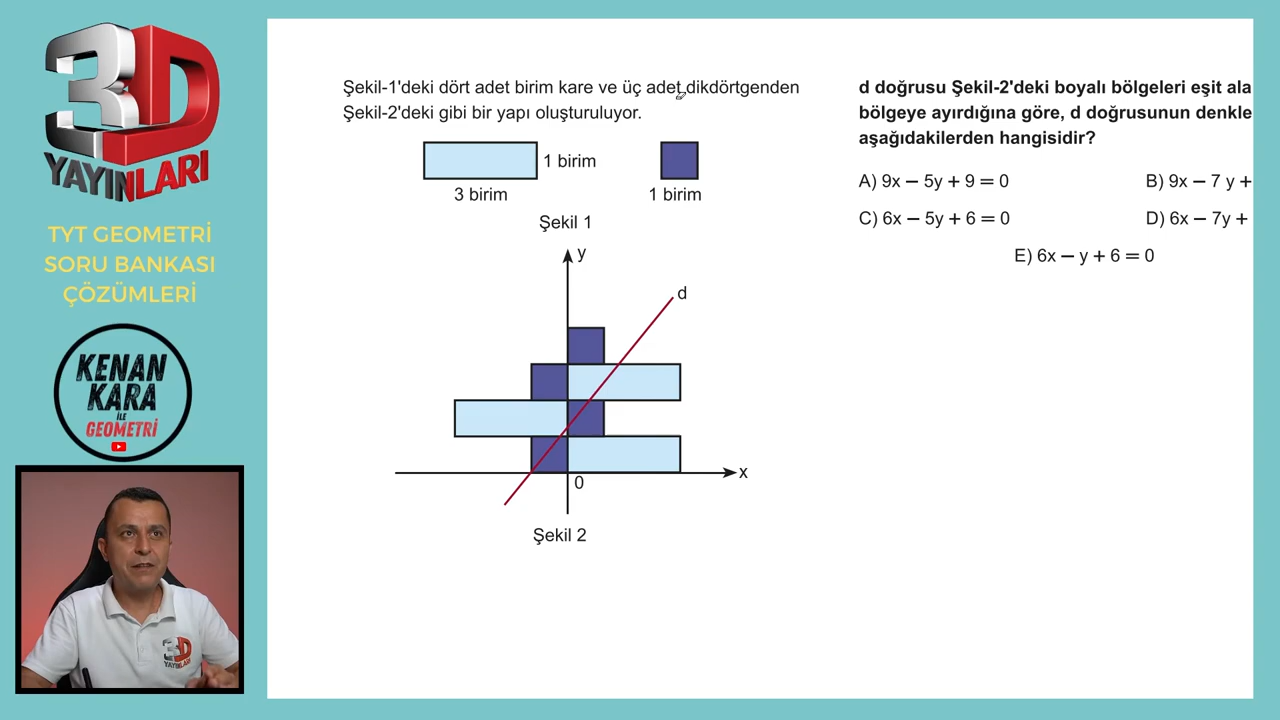 3D
YAYINLARI
TYT GEOMETRİ
SORU BANKASI
ÇÖZÜMLERİ
KENAN
KARA
İLE
GEOMETRİ
3D
YAYINLARI
Şekil-1'deki dört adet birim kare ve üç adet dikdörtgenden
Şekil-2'deki gibi bir yapı oluşturuluyor.
1 birim
3 birim
1 birim
Şekil 1
y
d
x
0
Şekil 2
d doğrusu Şekil-2'deki boyalı bölgeleri eşit ala
bölgeye ayırdığına göre, d doğrusunun denkle
aşağıdakilerden hangisidir?
A) 9x − 5y + 9 = 0
B) 9x − 7 y +
C) 6x − 5y + 6 = 0
D) 6x − 7y +
E) 6x − y + 6 = 0